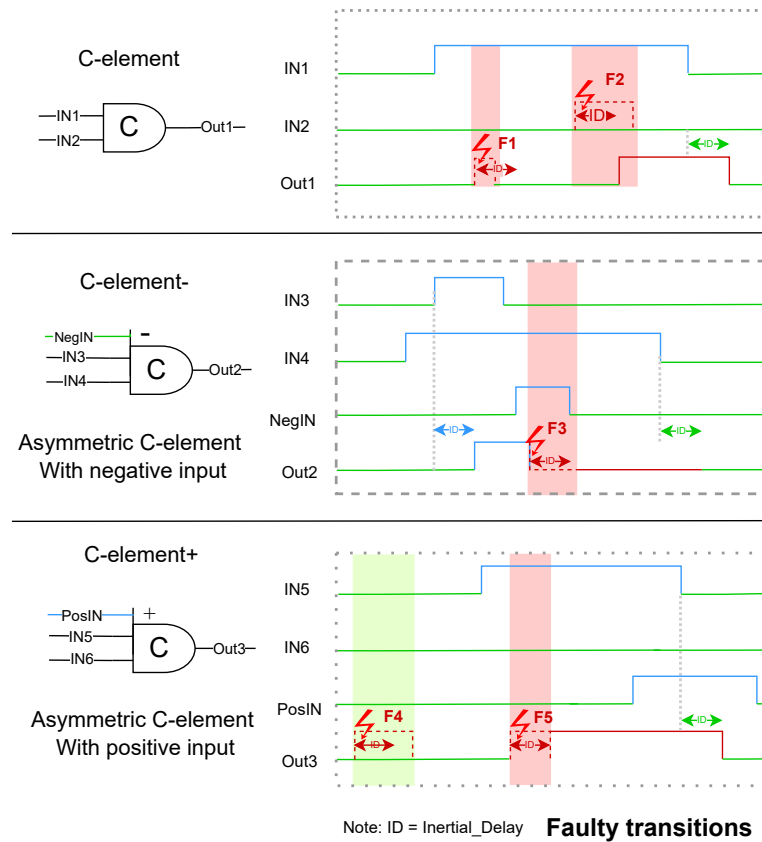 C-element
IN1
IN2
C
Out1
IN1
F2
ID
IN2
F1
ID
ID
Out1
C-element-
NegIN
-
IN3
IN4
C
Out2
Asymmetric C-element
With negative input
IN3
IN4
NegIN
ID
F3
ID
ID
Out2
C-element+
PosIN
+
IN5
IN6
C
Out3
Asymmetric C-element
With positive input
IN5
IN6
PosIN
F4
ID
F5
ID
ID
Out3
Note: ID = Inertial_Delay Faulty transitions